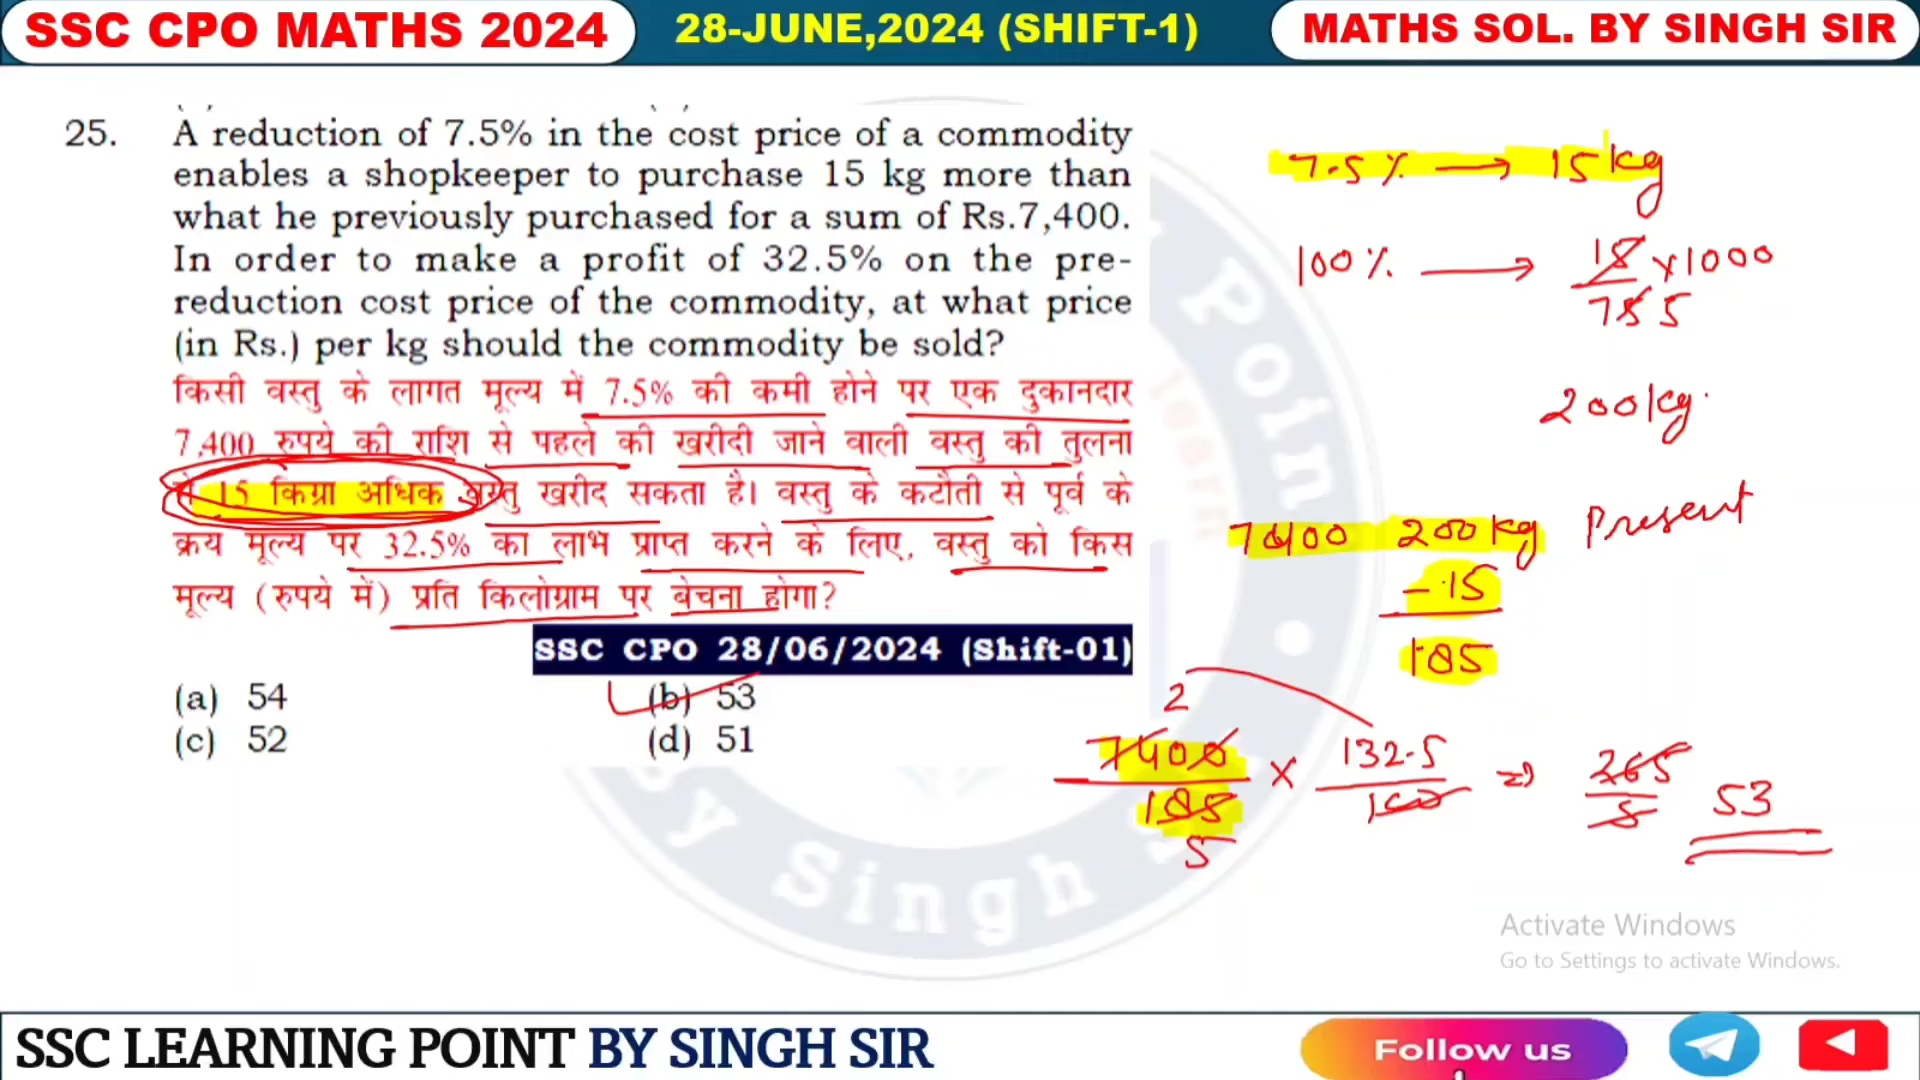 SSC CPO MATHS 2024
28-JUNE,2024 (SHIFT-1)
MATHS SOL. BY SINGH SIR
25. A reduction of 7.5% in the cost price of a commodity
enables a shopkeeper to purchase 15 kg more than
what he previously purchased for a sum of Rs.7,400.
In order to make a profit of 32.5% on the pre-
reduction cost price of the commodity, at what price
(in Rs.) per kg should the commodity be sold?
किसी वस्तु के लागत मूल्य में 7.5% की कमी होने पर एक दुकानदार
7,400 रुपये की राशि से पहले की खरीदी जाने वाली वस्तु की तुलना
से 15 किग्रा अधिक वस्तु खरीद सकता है। वस्तु के कटौती से पूर्व के
क्रय मूल्य पर 32.5% का लाभ प्राप्त करने के लिए, वस्तु को किस
मूल्य (रुपये में) प्रति किलोग्राम पर बेचना होगा?
SSC CPO 28/06/2024 (Shift-01)
(a) 54 (b) 53
(c) 52 (d) 51
7.5% → 15kg
100% → 15 × 1000
75 5
200kg.
7400 200kg Present
- 15
185
2
7400 × 132.5 ⇒ 265 53
185 100 5
5
Point
learn
By Singh S
Activate Windows
Go to Settings to activate Windows.
SSC LEARNING POINT BY SINGH SIR
Follow us